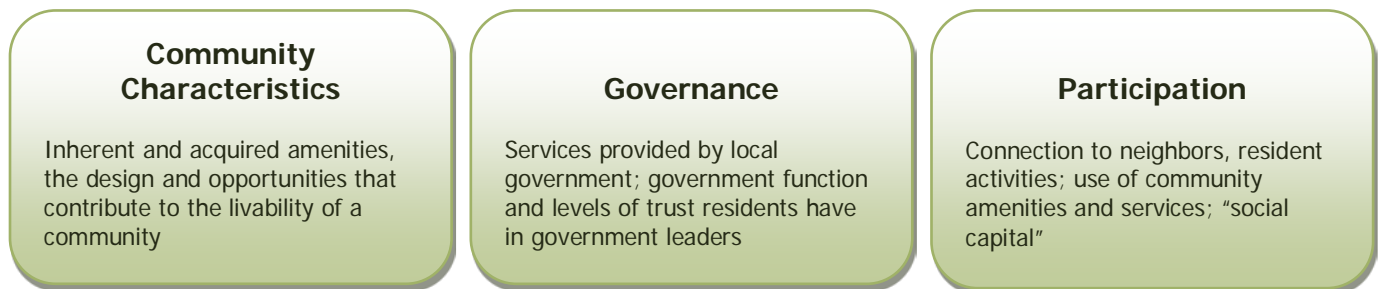 Community
Characteristics
Inherent and acquired amenities,
the design and opportunities that
contribute to the livability of a
community
Governance
Services provided by local
government; government function
and levels of trust residents have
in government leaders
Participation
Connection to neighbors, resident
activities; use of community
amenities and services; “social
capital”